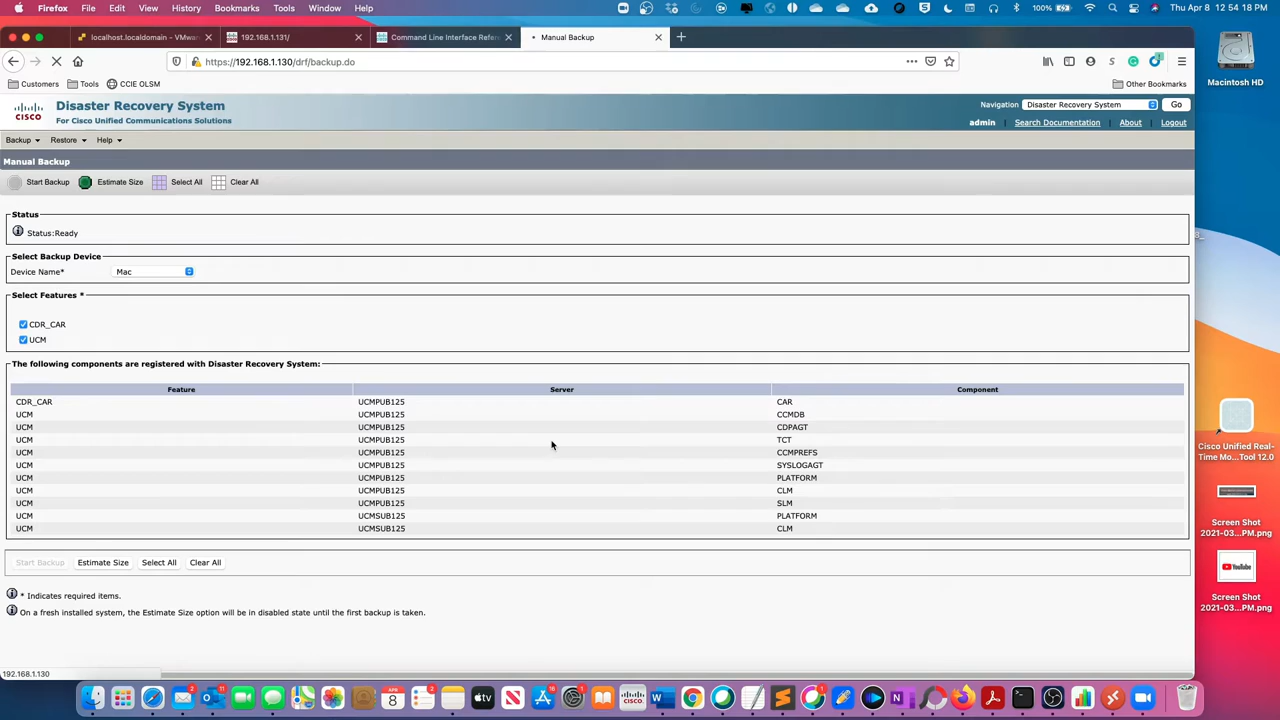 Firefox File Edit View History Bookmarks Tools Window Help
100% Thu Apr 8 12:54:18 PM
localhost.localdomain - VMwar
192.168.1.131/
Command Line Interface Refere
Manual Backup
https://192.168.1.130/drf/backup.do
Customers Tools CCIE OLSM Other Bookmarks
Macintosh HD
CISCO
Disaster Recovery System
For Cisco Unified Communications Solutions
Navigation Disaster Recovery System Go
admin Search Documentation About Logout
Backup Restore Help
Manual Backup
Start Backup Estimate Size Select All Clear All
Status
Status:Ready
Select Backup Device
Device Name* Mac
Select Features *
CDR_CAR
UCM
The following components are registered with Disaster Recovery System:
Feature Server Component
CDR_CAR UCMPUB125 CAR
UCM UCMPUB125 CCMDB
UCM UCMPUB125 CDPAGT
UCM UCMPUB125 TCT
UCM UCMPUB125 CCMPREFS
UCM UCMPUB125 SYSLOGAGT
UCM UCMPUB125 PLATFORM
UCM UCMPUB125 CLM
UCM UCMPUB125 SLM
UCM UCMSUB125 PLATFORM
UCM UCMSUB125 CLM
Start Backup Estimate Size Select All Clear All
* Indicates required items.
On a fresh installed system, the Estimate Size option will be in disabled state until the first backup is taken.
192.168.1.130
Cisco Unified Real-
Time Mo...Tool 12.0
Screen Shot
2021-03...PM.png
YouTube
Screen Shot
2021-03...PM.png